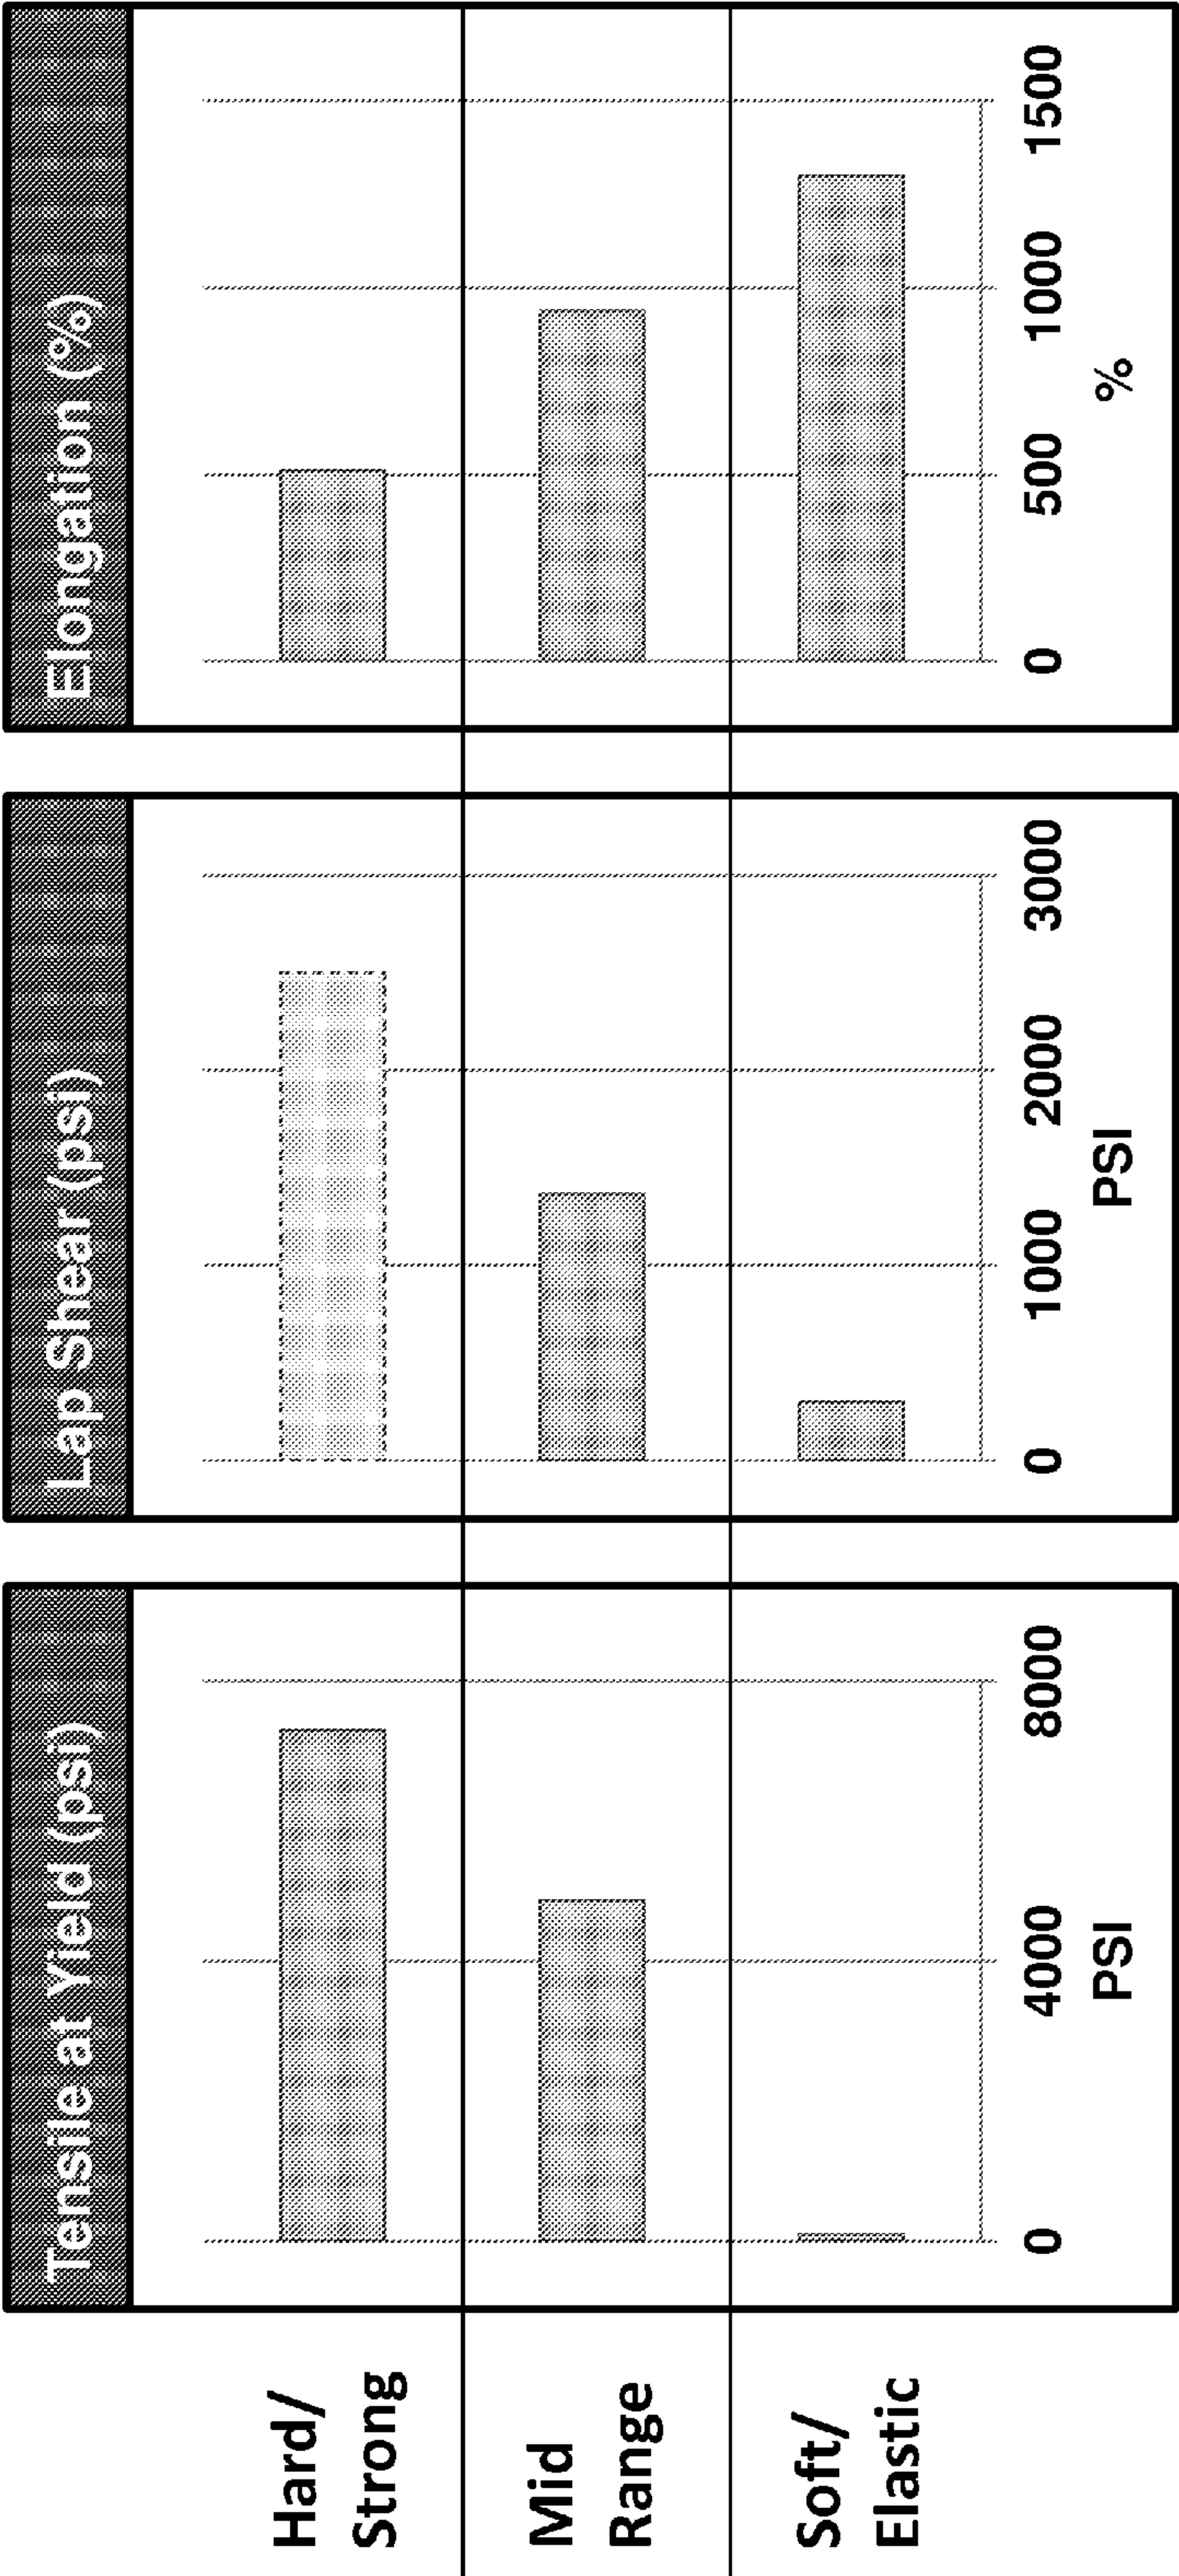 Tensile at Yield (psi)
Lap Shear (psi)
Elongation (%)
Hard/
Strong
Mid
Range
Soft/
Elastic
0
4000
8000
PSI
0
1000
2000
3000
PSI
0
500
1000
1500
%